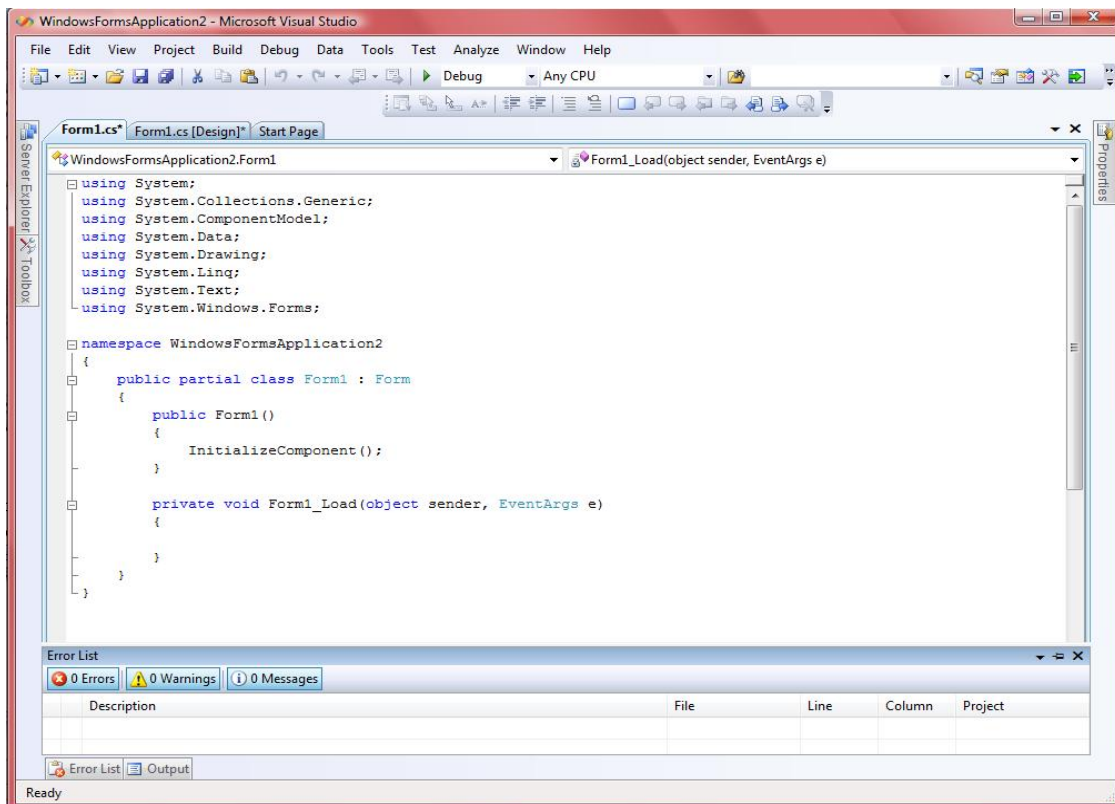 WindowsFormsApplication2 - Microsoft Visual Studio
File Edit View Project Build Debug Data Tools Test Analyze Window Help
Debug Any CPU
Form1.cs* Form1.cs [Design]* Start Page
Server Explorer
Toolbox
Properties
WindowsFormsApplication2.Form1 Form1_Load(object sender, EventArgs e)
using System;
using System.Collections.Generic;
using System.ComponentModel;
using System.Data;
using System.Drawing;
using System.Linq;
using System.Text;
using System.Windows.Forms;
namespace WindowsFormsApplication2
{
public partial class Form1 : Form
{
public Form1()
{
InitializeComponent();
}
private void Form1_Load(object sender, EventArgs e)
{
}
}
}
Error List
0 Errors 0 Warnings 0 Messages
Description File Line Column Project
Error List Output
Ready